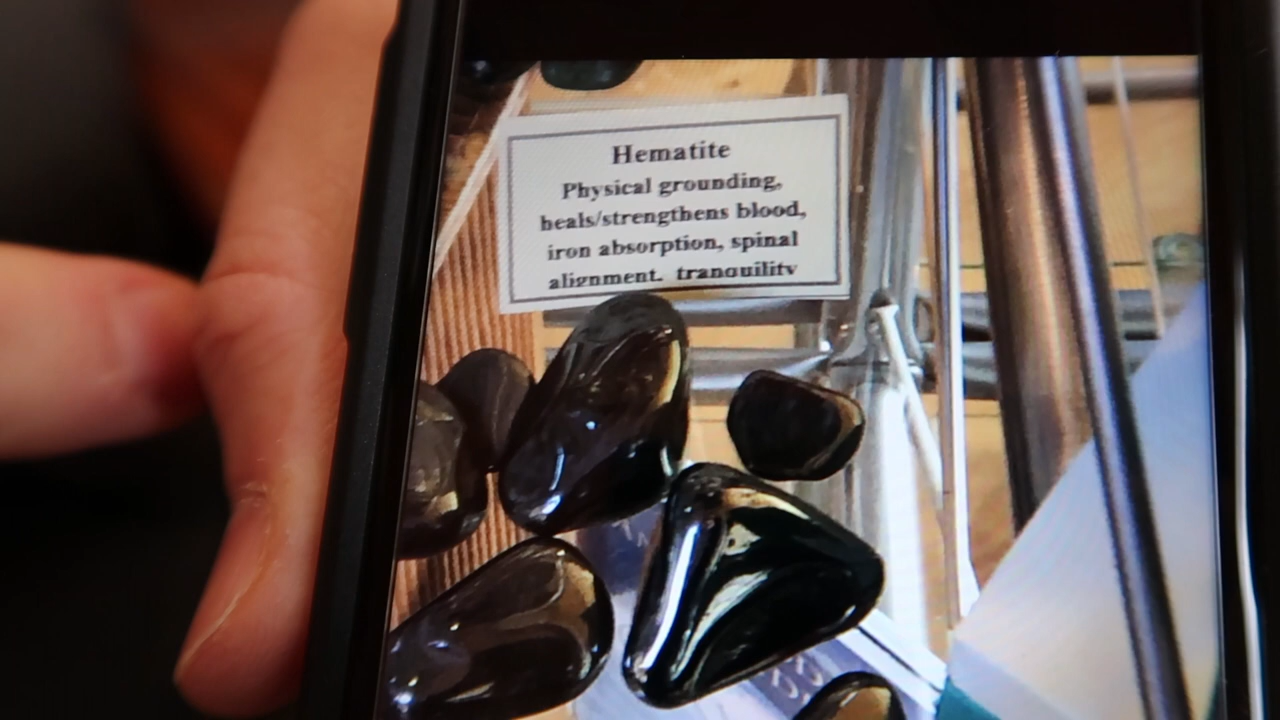 Hematite
Physical grounding,
heals/strengthens blood,
iron absorption, spinal
alignment, tranquility